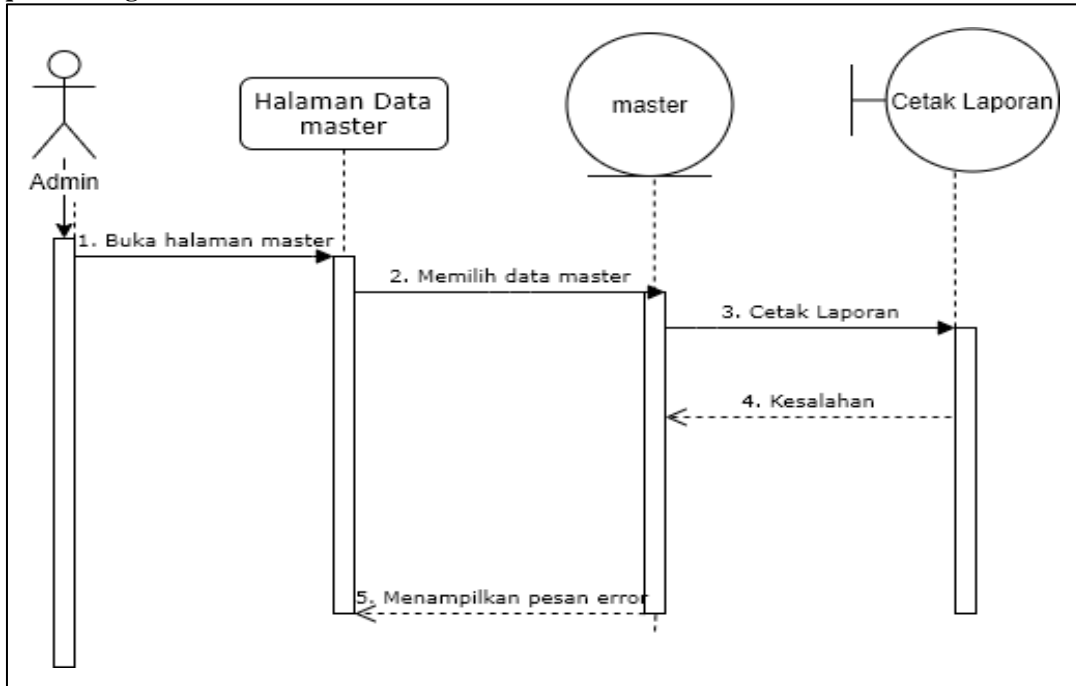 Halaman Data
master
master
Cetak Laporan
Admin
1. Buka halaman master
2. Memilih data master
3. Cetak Laporan
4. Kesalahan
5. Menampilkan pesan error